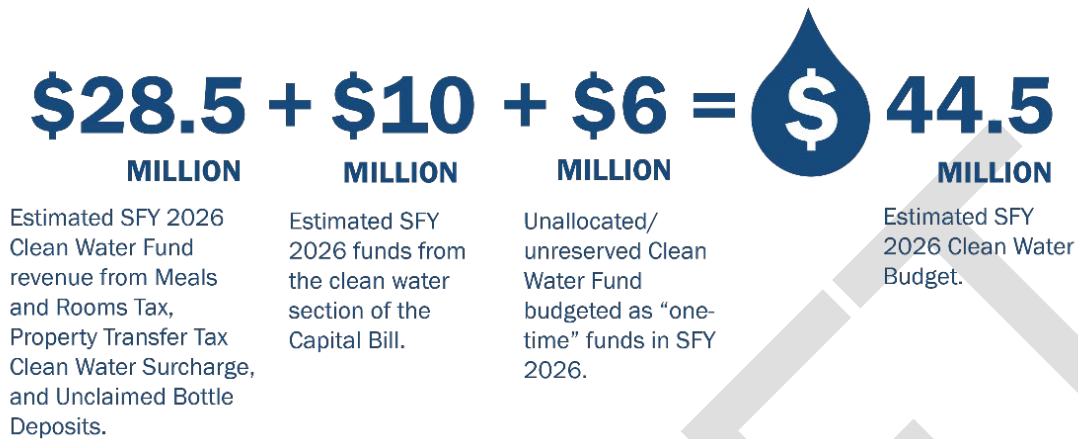 $28.5 + $10 + $6 = $ 44.5
MILLION MILLION MILLION MILLION
Estimated SFY 2026
Clean Water Fund
revenue from Meals
and Rooms Tax,
Property Transfer Tax
Clean Water Surcharge,
and Unclaimed Bottle
Deposits.
Estimated SFY
2026 funds from
the clean water
section of the
Capital Bill.
Unallocated/
unreserved Clean
Water Fund
budgeted as “one-
time” funds in SFY
2026.
Estimated SFY
2026 Clean Water
Budget.